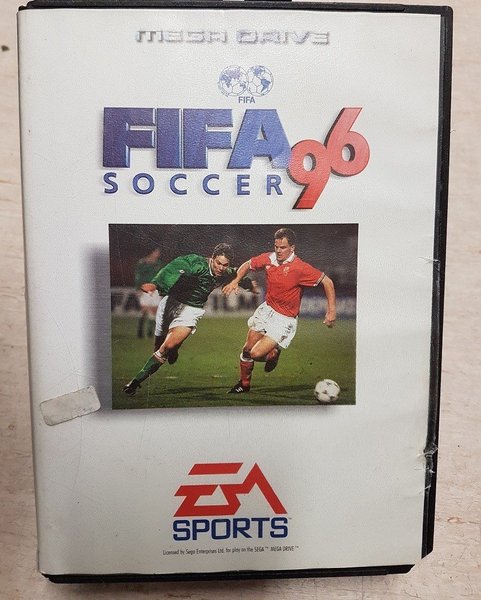 MEGA DRIVE
FIFA
FIFA 96
SOCCER
EA
SPORTS
Licensed by Sega Enterprises Ltd. for play on the SEGA™ MEGA DRIVE™